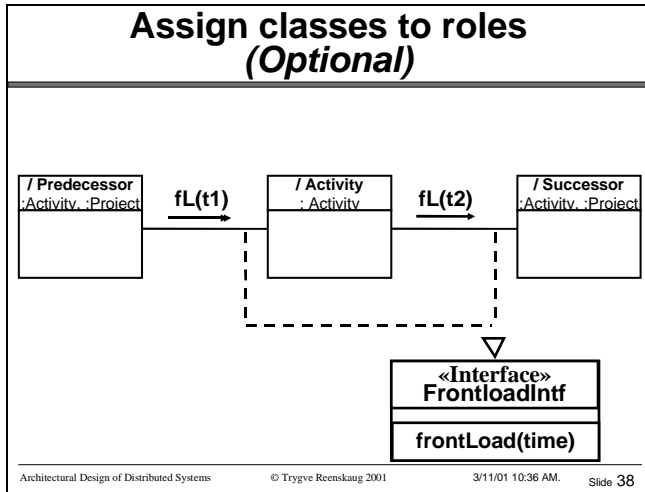 Assign classes to roles
(Optional)
/ Predecessor
:Activity, :Project
fL(t1)
/ Activity
: Activity
fL(t2)
/ Successor
:Activity, :Project
«Interface»
FrontloadIntf
frontLoad(time)
Architectural Design of Distributed Systems
© Trygve Reenskaug 2001
3/11/01 10:36 AM.
Slide 38